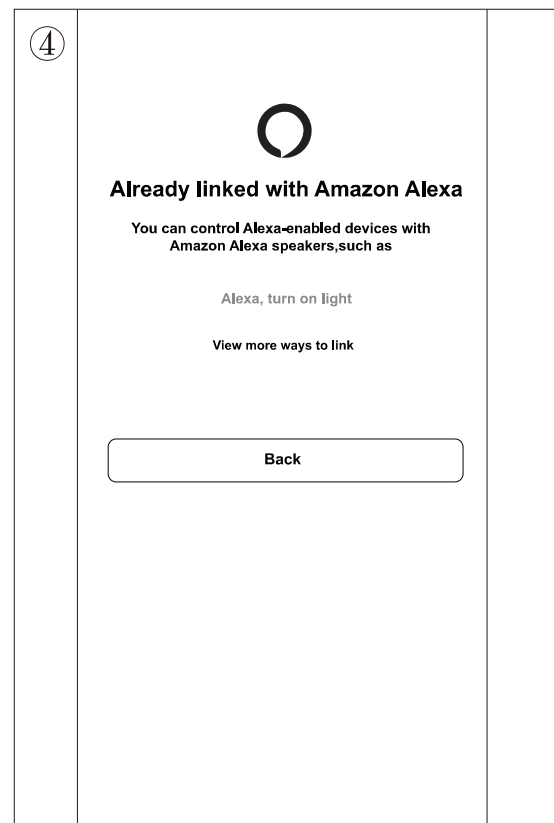 ④
Already linked with Amazon Alexa
You can control Alexa-enabled devices with
Amazon Alexa speakers,such as
Alexa, turn on light
View more ways to link
Back